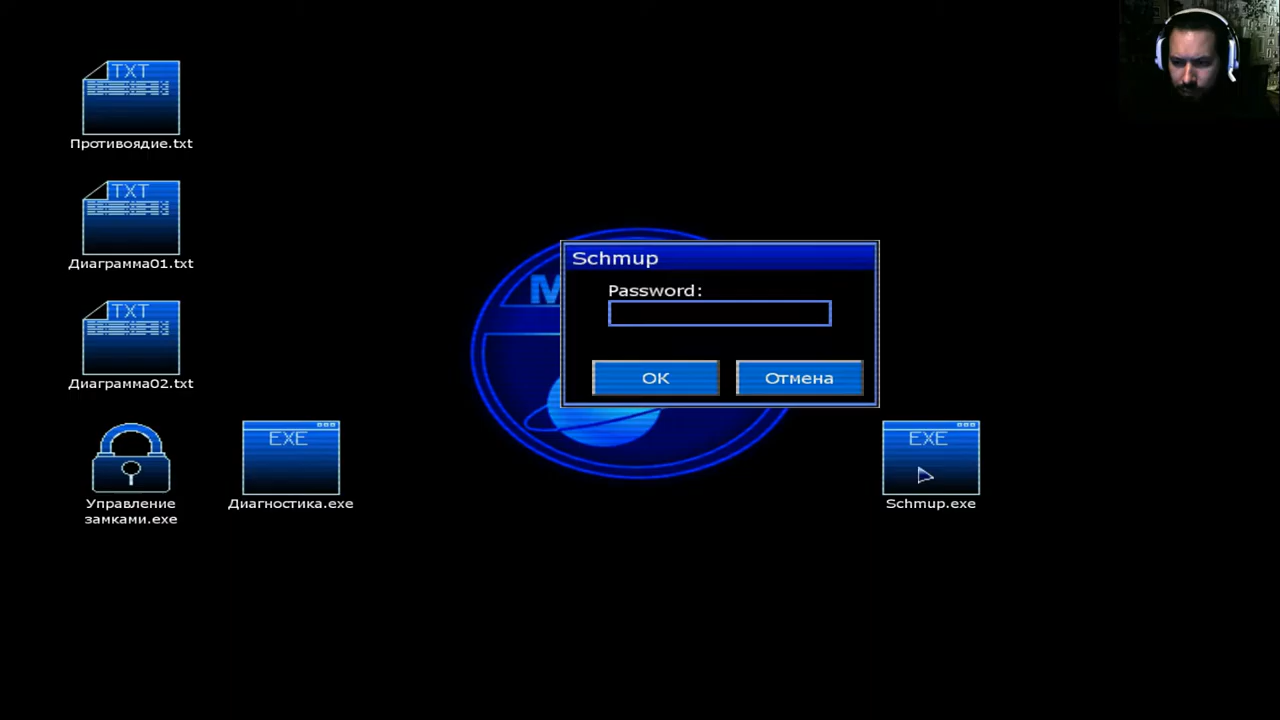 TXT
Противоядие.txt
TXT
Диаграмма01.txt
TXT
Диаграмма02.txt
Schmup
Password:
OK
Отмена
M
EXE
EXE
Управление
замками.exe
Диагностика.exe
Schmup.exe